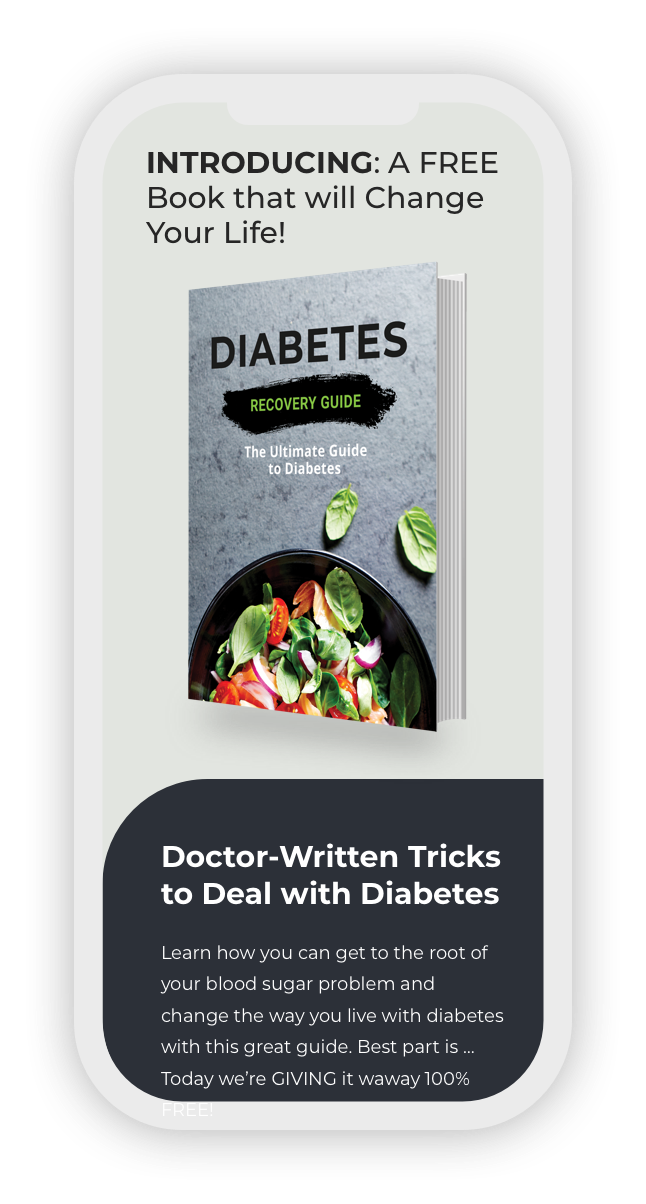 INTRODUCING: A FREE
Book that will Change
Your Life!
DIABETES
RECOVERY GUIDE
The Ultimate Guide
to Diabetes
Doctor-Written Tricks
to Deal with Diabetes
Learn how you can get to the root of
your blood sugar problem and
change the way you live with diabetes
with this great guide. Best part is ...
Today we’re GIVING it waway 100%
FREE!